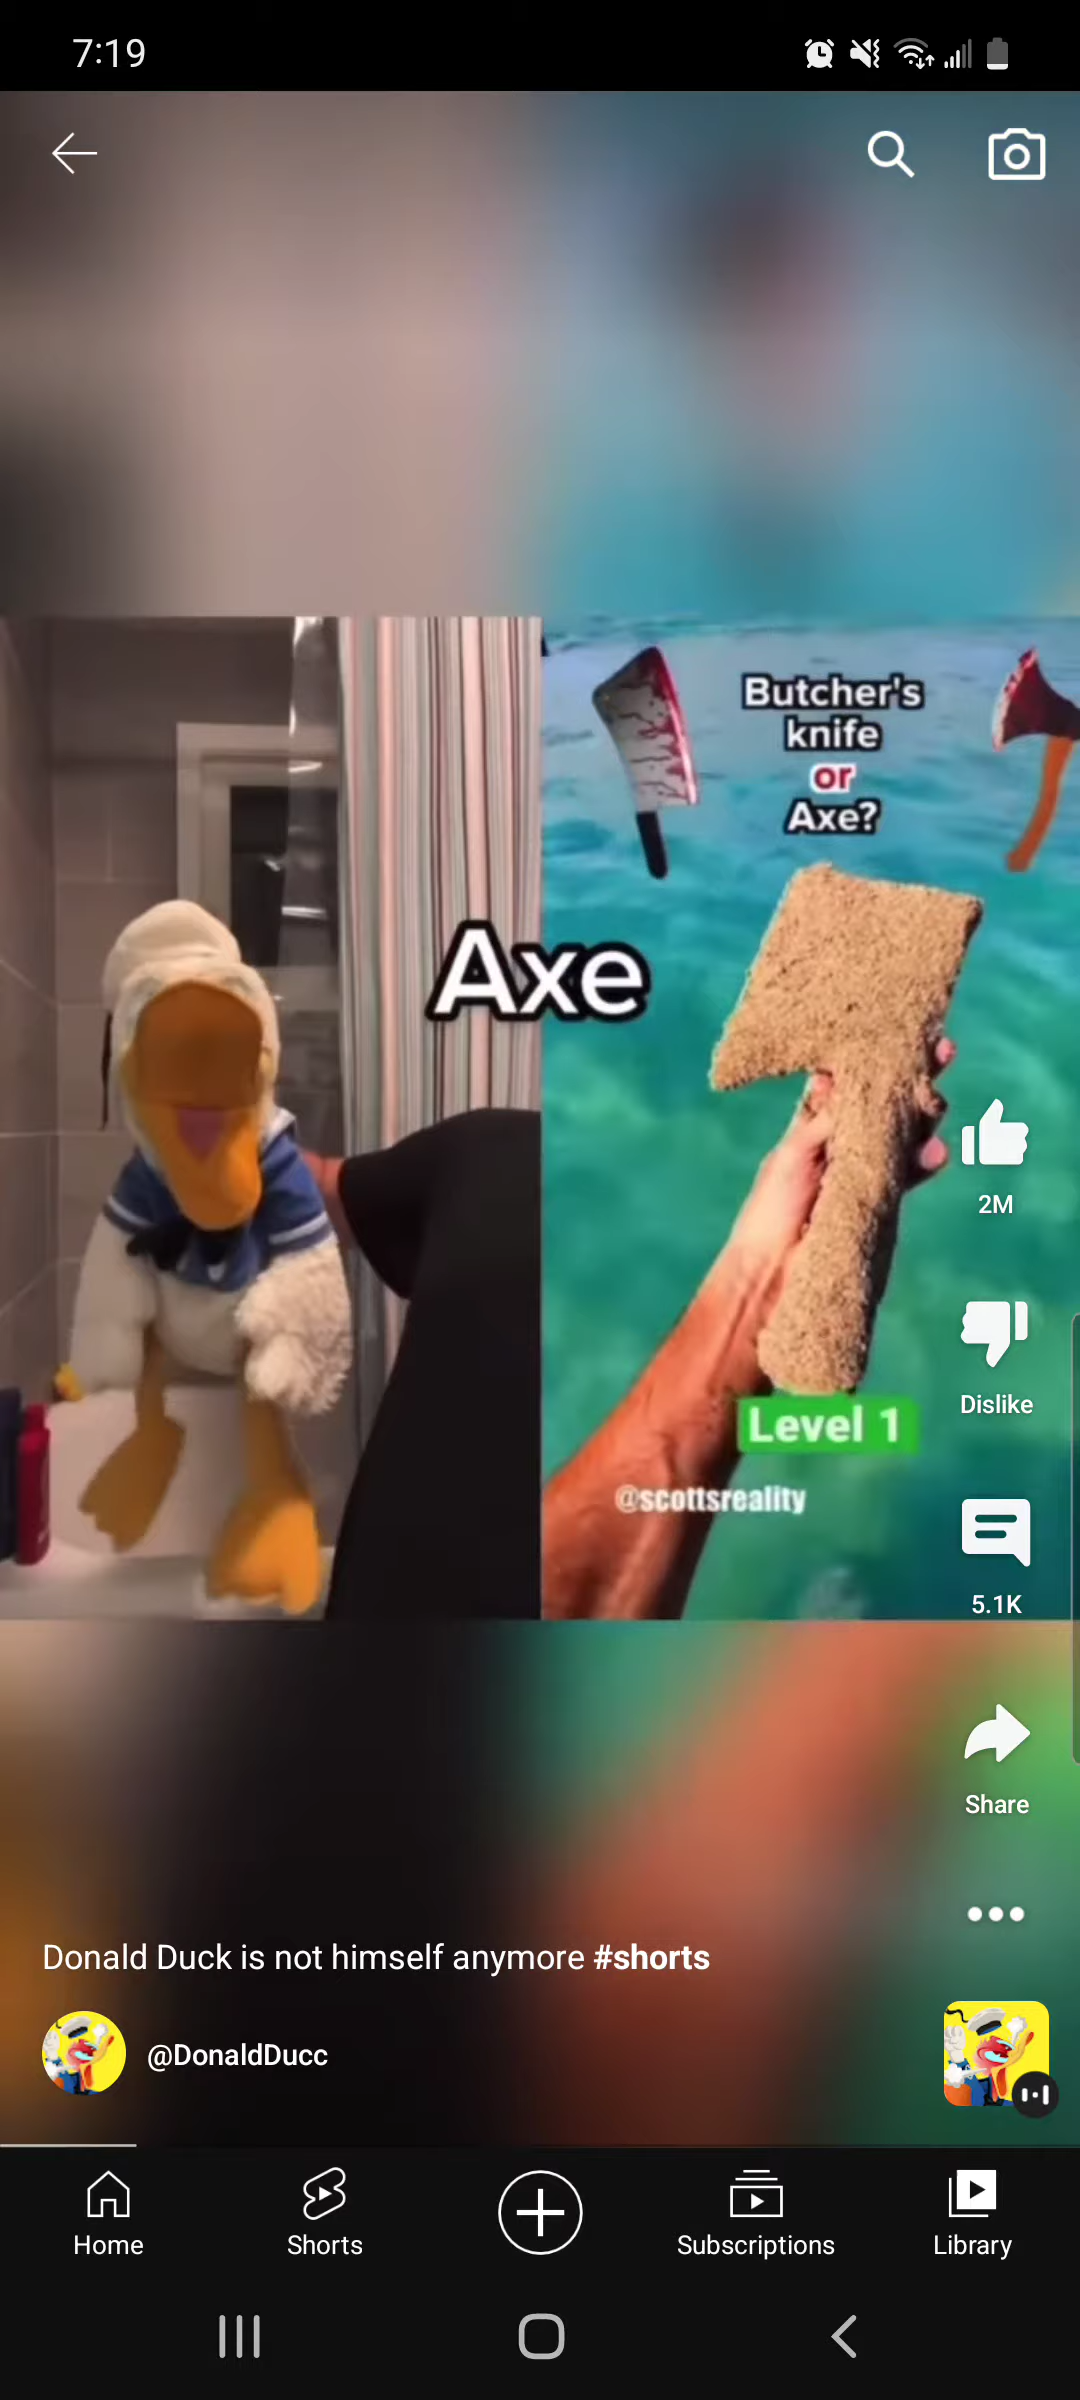 7:19
Butcher's
knife
or
Axe?
Axe
Level 1
@scottsreality
2M
Dislike
5.1K
Share
Donald Duck is not himself anymore #shorts
@DonaldDucc
Home
Shorts
Subscriptions
Library